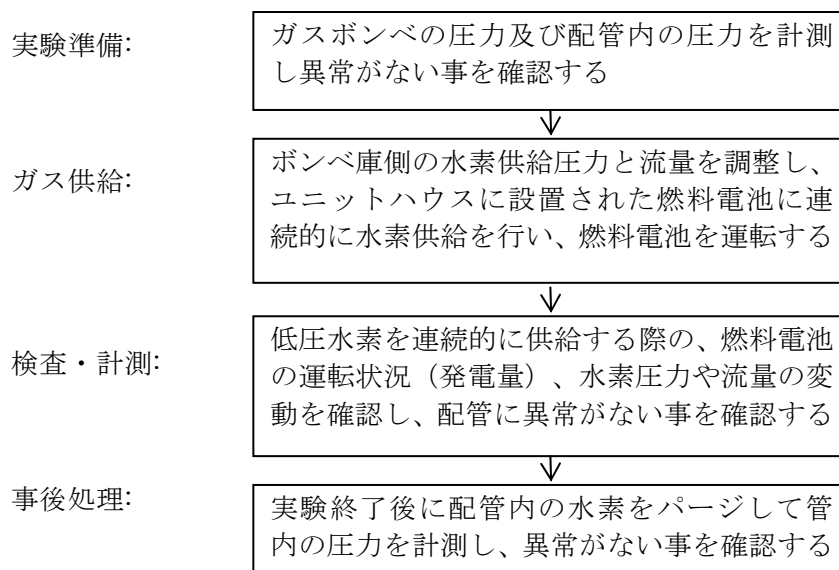 実験準備:
ガスボンベの圧力及び配管内の圧力を計測
し異常がない事を確認する
ガス供給:
ボンベ庫側の水素供給圧力と流量を調整し、
ユニットハウスに設置された燃料電池に連
続的に水素供給を行い、燃料電池を運転する
検査・計測:
低圧水素を連続的に供給する際の、燃料電池
の運転状況（発電量）、水素圧力や流量の変
動を確認し、配管に異常がない事を確認する
事後処理:
実験終了後に配管内の水素をパージして管
内の圧力を計測し、異常がない事を確認する